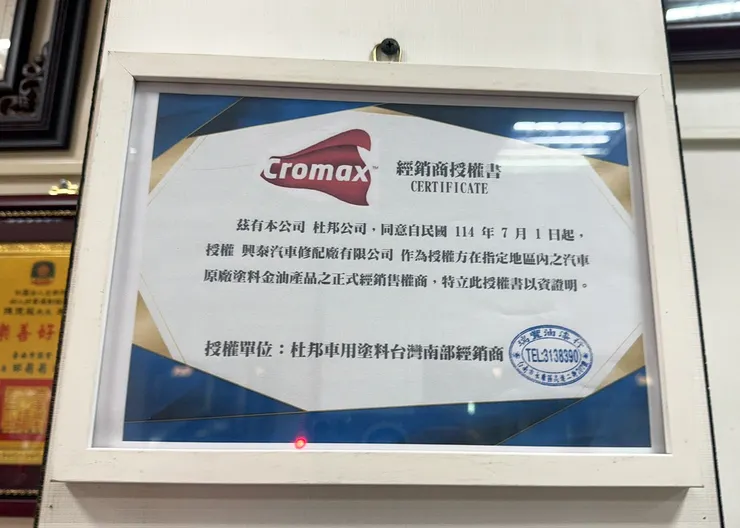 Cromax
經銷商授權書
CERTIFICATE
茲有本公司 杜邦公司，同意自民國 114 年 7 月 1 日起，
授權 興泰汽車修配廠有限公司 作為授權方在指定地區內之汽車
原廠塗料金油產品之正式經銷售權商，特立此授權書以資證明。
授權單位：杜邦車用塗料台灣南部經銷商
TEL:3138390
樂善好